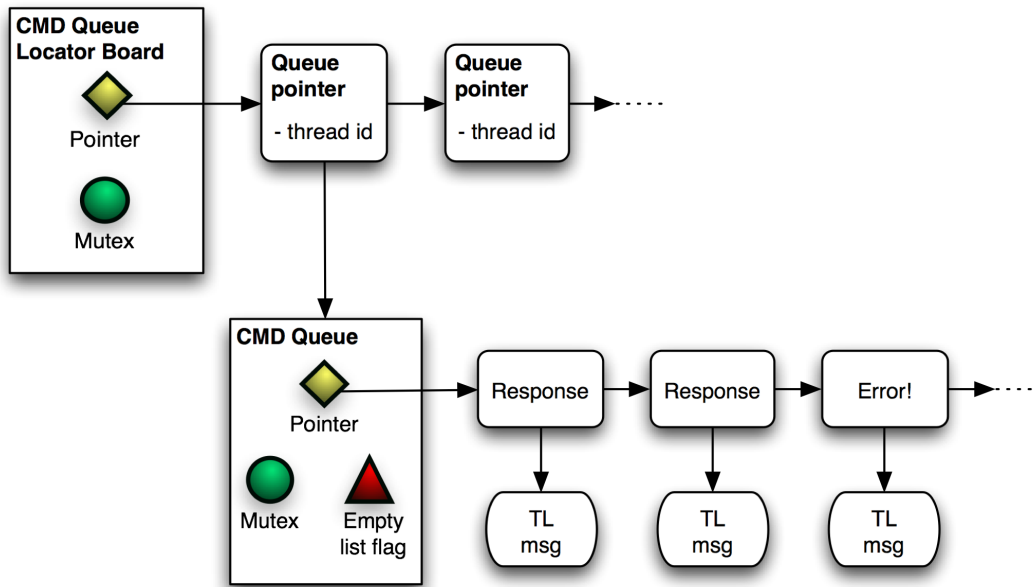 CMD Queue
Locator Board
Pointer
Mutex
Queue
pointer
- thread id
Queue
pointer
- thread id
CMD Queue
Pointer
Mutex
Empty
list flag
Response
Response
Error!
TL
msg
TL
msg
TL
msg